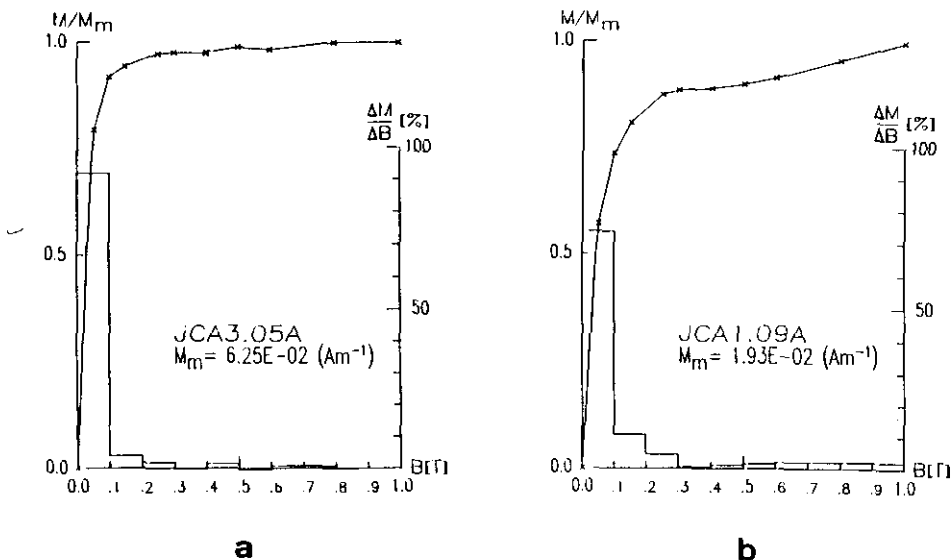 M/Mm
1.0
ΔM/ΔB [%]
100
0.5
50
JCA3.05A
Mm= 6.25E-02 (Am⁻¹)
0.0
B[T]
0.0 .1 .2 .3 .4 .5 .6 .7 .8 .9 1.0
a
M/Mm
1.0
ΔM/ΔB [%]
100
0.5
50
JCA1.09A
Mm= 1.93E-02 (Am⁻¹)
0.0
B[T]
0.0 .1 .2 .3 .4 .5 .6 .7 .8 .9 1.0
b